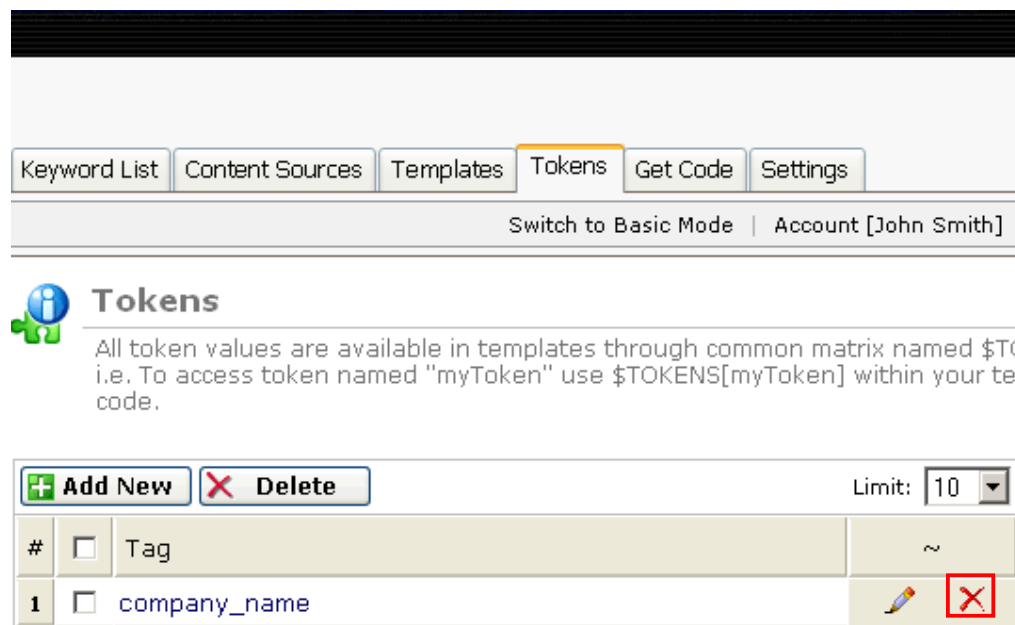 Keyword List Content Sources Templates Tokens Get Code Settings
Switch to Basic Mode | Account [John Smith]
Tokens
All token values are available in templates through common matrix named
i.e. To access token named "myToken" use $TOKENS[myToken] within your
code.
Add New Delete Limit: 10
# Tag ~
1 company_name